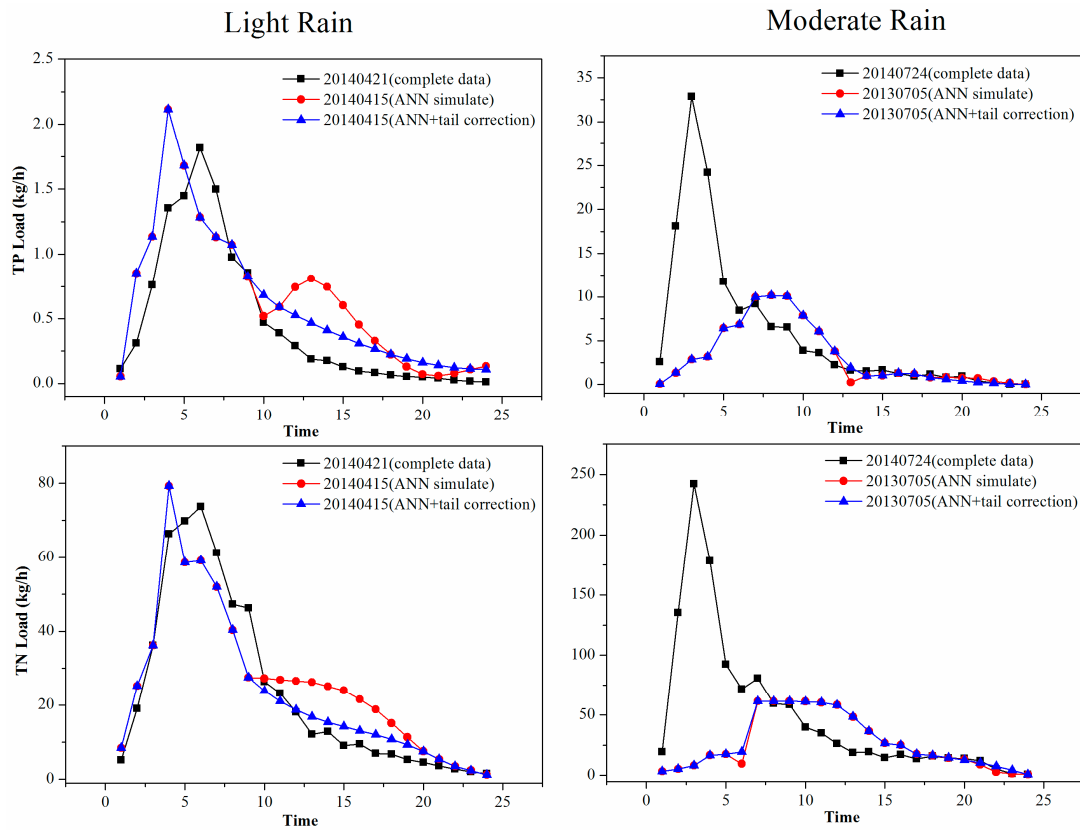 Light Rain
Moderate Rain
2.5
2.0
1.5
1.0
0.5
0.0
TP Load (kg/h)
20140421(complete data)
20140415(ANN simulate)
20140415(ANN+tail correction)
0 5 10 15 20 25
Time
35
30
25
20
15
10
5
0
20140724(complete data)
20130705(ANN simulate)
20130705(ANN+tail correction)
0 5 10 15 20 25
Time
80
60
40
20
0
TN Load (kg/h)
20140421(complete data)
20140415(ANN simulate)
20140415(ANN+tail correction)
0 5 10 15 20 25
Time
250
200
150
100
50
0
20140724(complete data)
20130705(ANN simulate)
20130705(ANN+tail correction)
0 5 10 15 20 25
Time